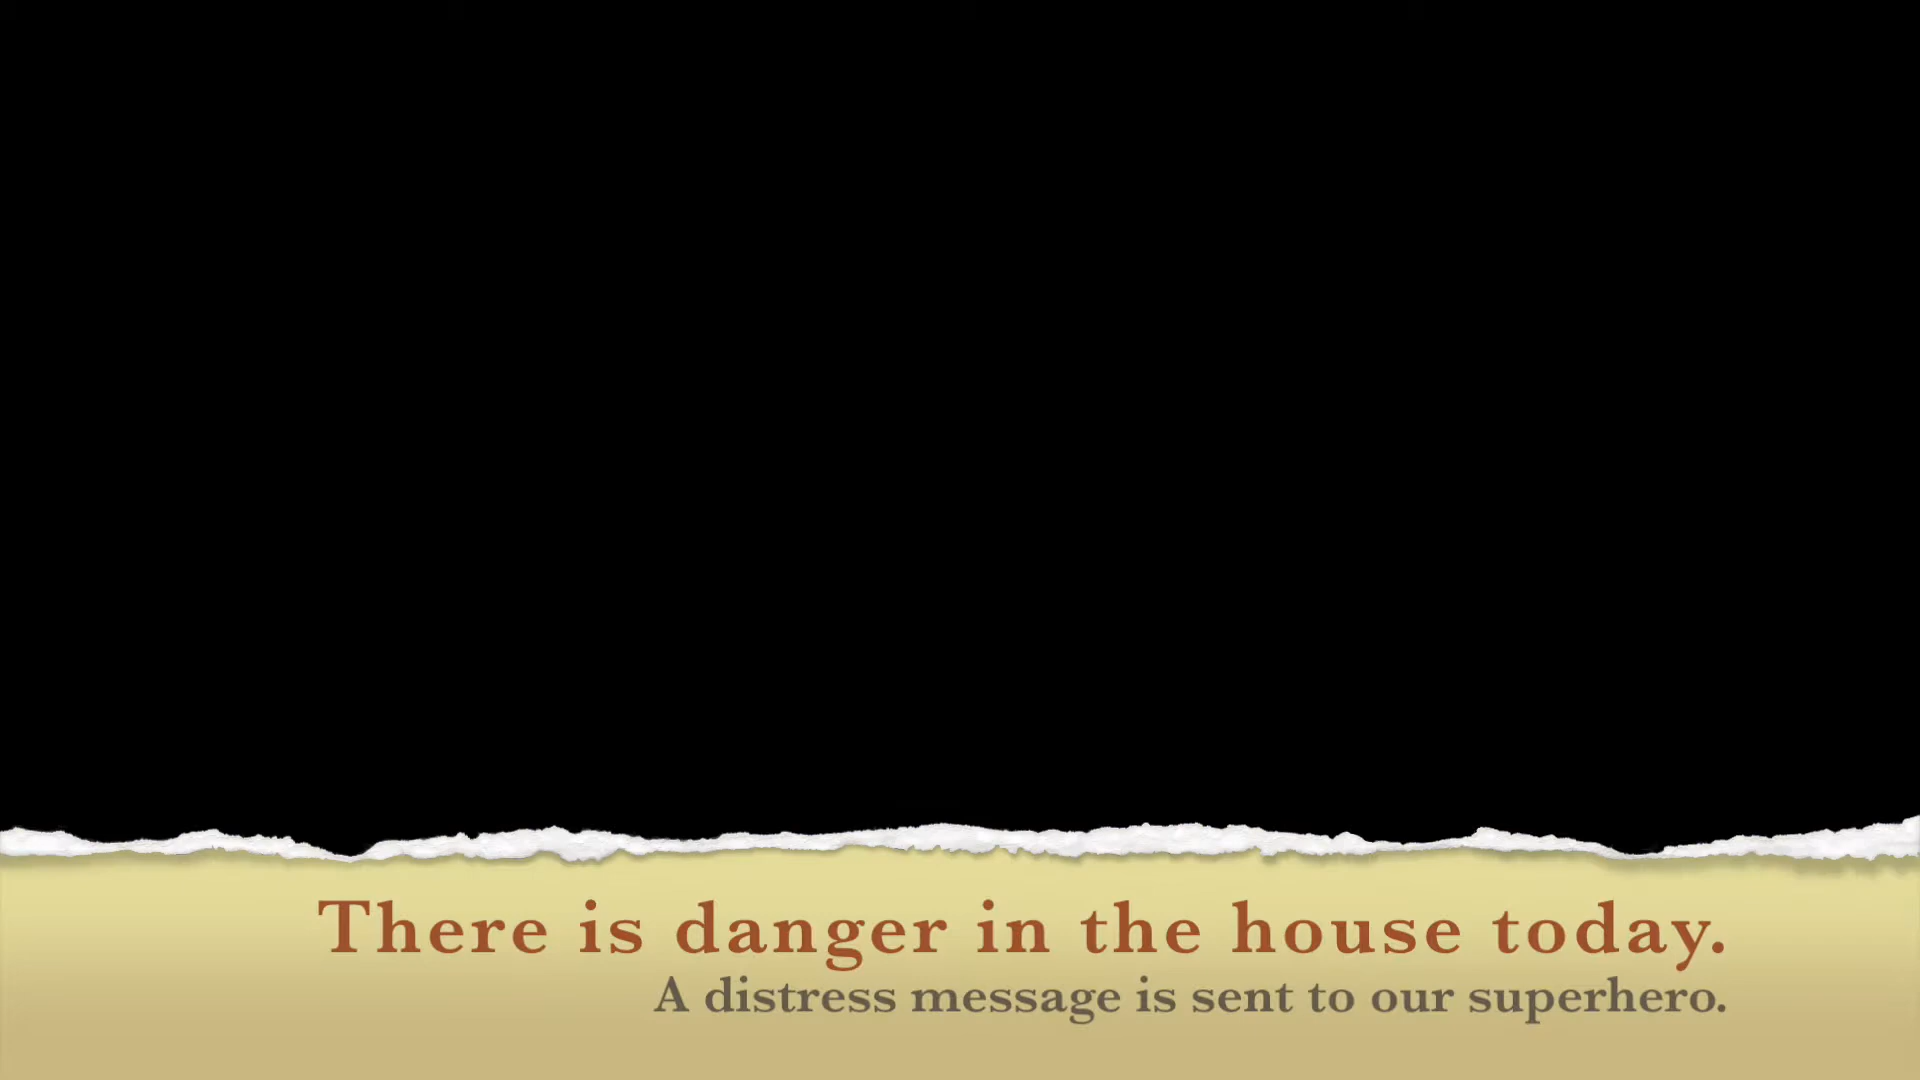 There is danger in the house today.
A distress message is sent to our superhero.